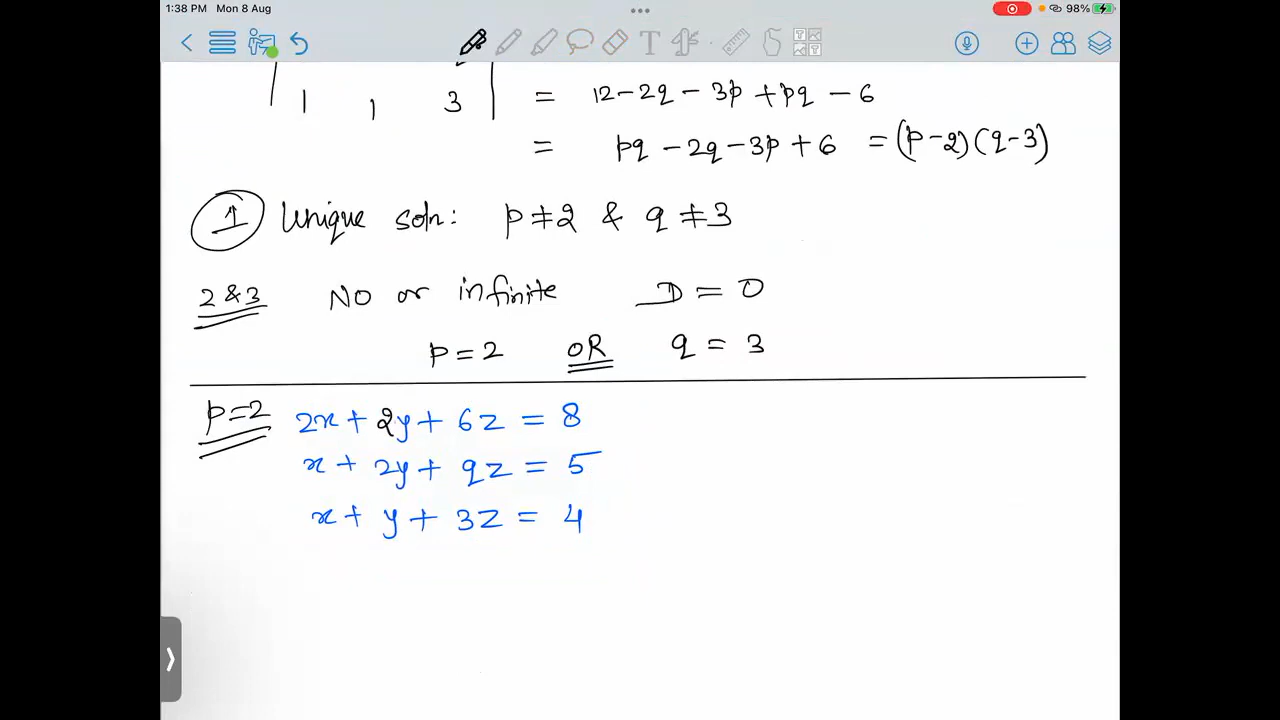 1:38 PM Mon 8 Aug 98%
T
1 1 3 = 12-2q-3p+pq-6
= pq-2q-3p+6 =(p-2)(q-3)
1 Unique soln: p≠2 & q≠3
2&3 No or infinite D=0
p=2 OR q=3
p=2 2x+2y+6z=8
x+2y+qz=5
x+y+3z=4